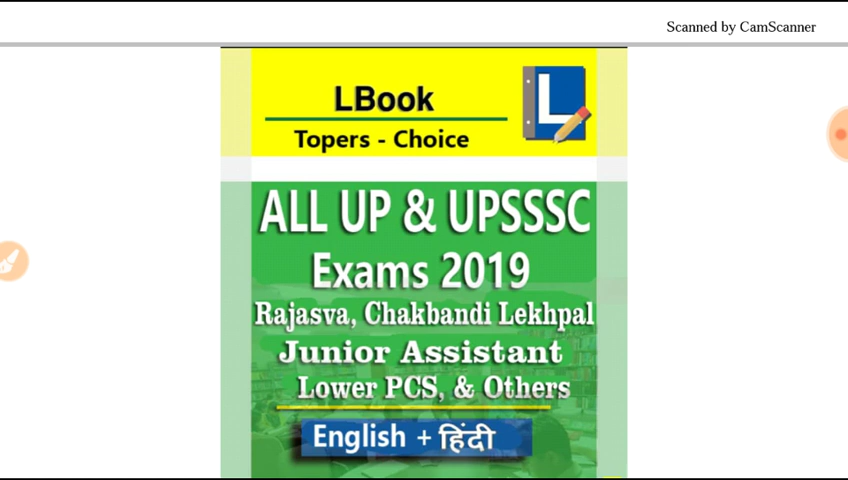 Scanned by CamScanner
LBook
L
Topers - Choice
ALL UP & UPSSSC
Exams 2019
Rajasva, Chakbandi Lekhpal
Junior Assistant
Lower PCS, & Others
English + हिंदी